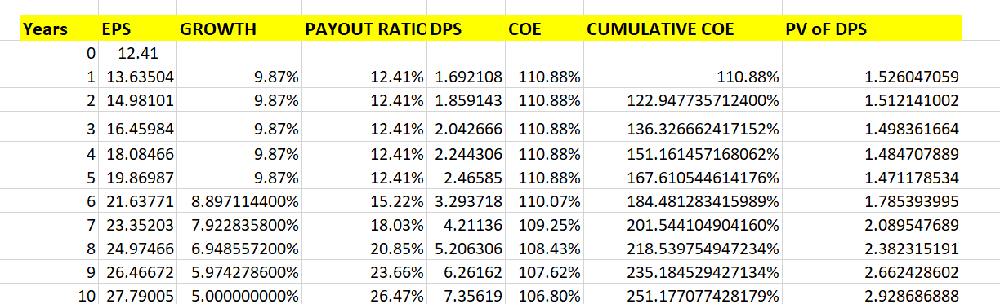 Years EPS GROWTH PAYOUT RATIO DPS COE CUMULATIVE COE PV oF DPS
0 12.41
1 13.63504 9.87% 12.41% 1.692108 110.88% 110.88% 1.526047059
2 14.98101 9.87% 12.41% 1.859143 110.88% 122.947735712400% 1.512141002
3 16.45984 9.87% 12.41% 2.042666 110.88% 136.326662417152% 1.498361664
4 18.08466 9.87% 12.41% 2.244306 110.88% 151.161457168062% 1.484707889
5 19.86987 9.87% 12.41% 2.46585 110.88% 167.610544614176% 1.471178534
6 21.63771 8.897114400% 15.22% 3.293718 110.07% 184.481283415989% 1.785393995
7 23.35203 7.922835800% 18.03% 4.21136 109.25% 201.544104904160% 2.089547689
8 24.97466 6.948557200% 20.85% 5.206306 108.43% 218.539754947234% 2.382315191
9 26.46672 5.974278600% 23.66% 6.26162 107.62% 235.184529427134% 2.662428602
10 27.79005 5.000000000% 26.47% 7.35619 106.80% 251.177077428179% 2.928686888